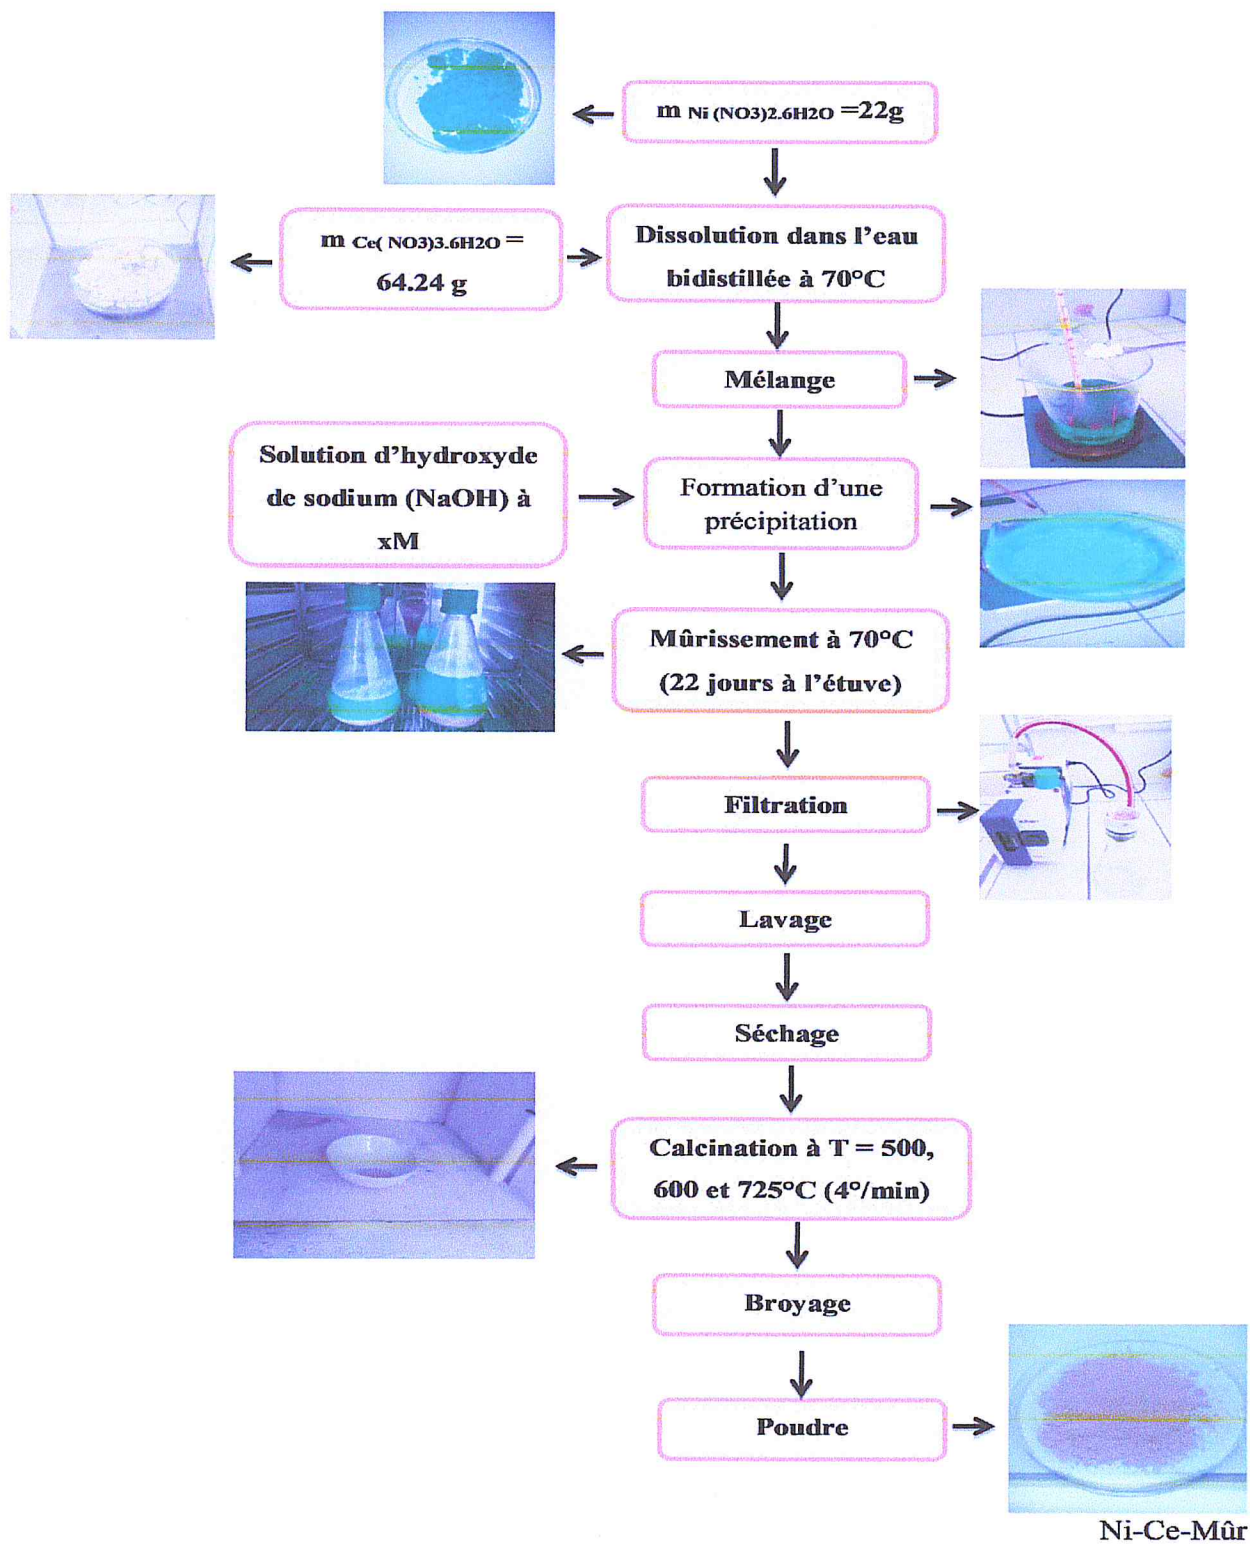 m Ni (NO3)2.6H2O =22g
m Ce( NO3)3.6H2O =
64.24 g
Dissolution dans l’eau
bidistillée à 70°C
Mélange
Solution d’hydroxyde
de sodium (NaOH) à
xM
Formation d’une
précipitation
Mûrissement à 70°C
(22 jours à l’étuve)
Filtration
Lavage
Séchage
Calcination à T = 500,
600 et 725°C (4°/min)
Broyage
Poudre
Ni-Ce-Mûr